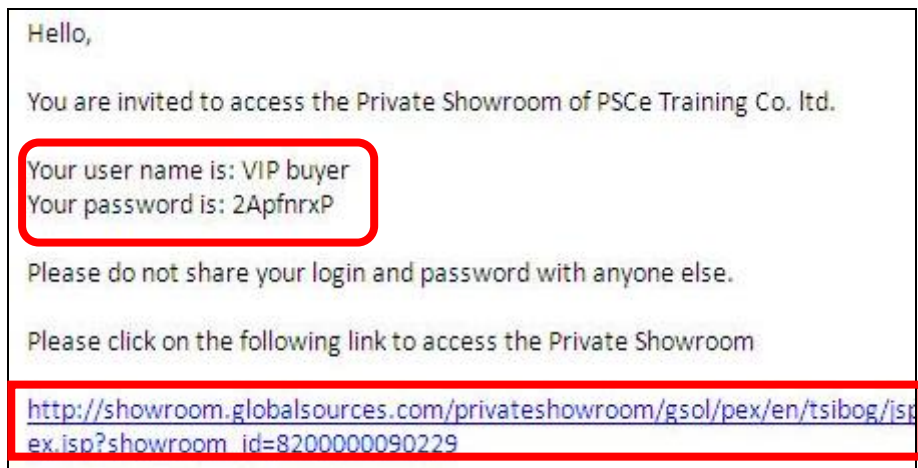 Hello,
You are invited to access the Private Showroom of PSCe Training Co. ltd.
Your user name is: VIP buyer
Your password is: 2ApfnrxP
Please do not share your login and password with anyone else.
Please click on the following link to access the Private Showroom
http://showroom.globalsources.com/privateshowroom/gsol/pex/en/tsibog/jsp
ex.jsp?showroom_id=8200000090229